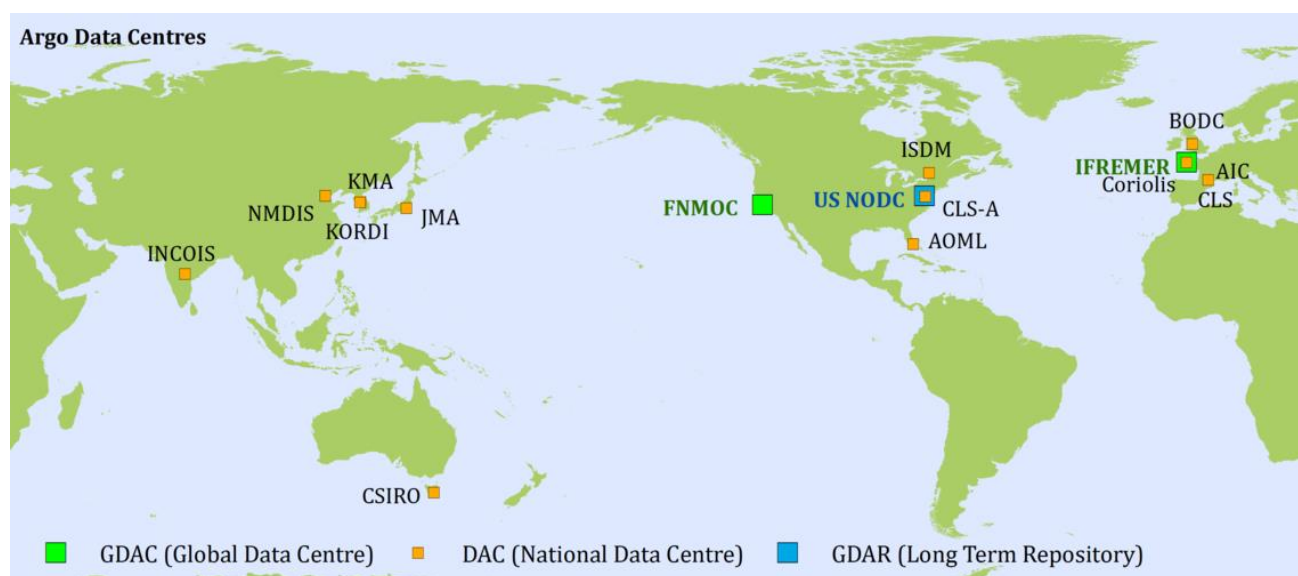 Argo Data Centres
BODC
ISDM
IFREMER
AIC
Coriolis
CLS
KMA
NMDIS
JMA
KORDI
FNMOC
US NODC
CLS-A
AOML
INCOIS
CSIRO
GDAC (Global Data Centre)
DAC (National Data Centre)
GDAR (Long Term Repository)